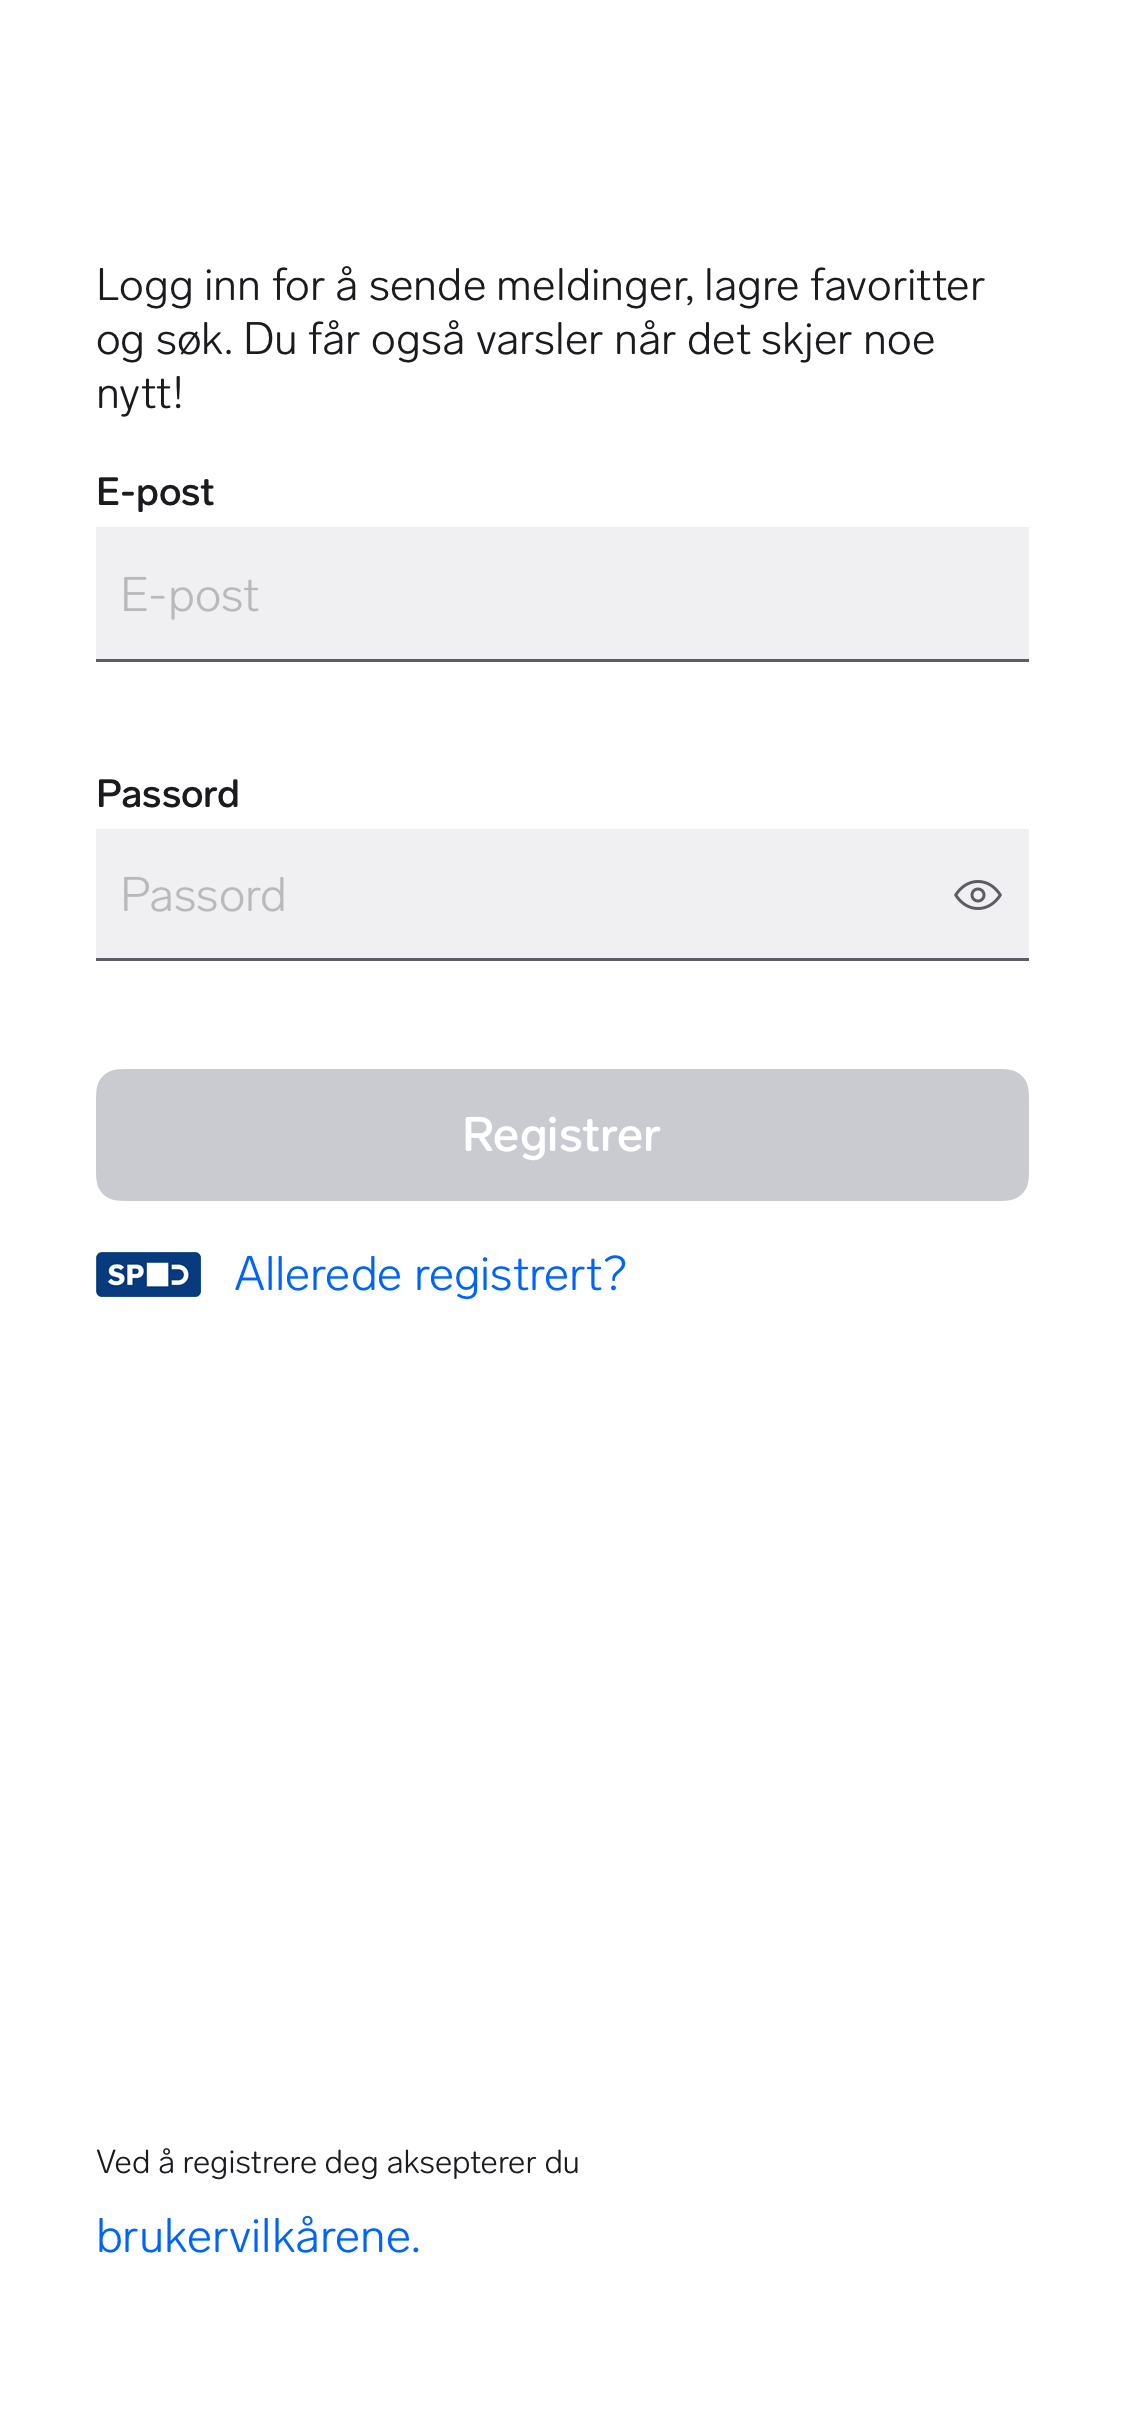 Logg inn for å sende meldinger, lagre favoritter
og søk. Du får også varsler når det skjer noe
nytt!
E-post
E-post
Passord
Passord
Registrer
SPiD Allerede registrert?
Ved å registrere deg aksepterer du
brukervilkårene.